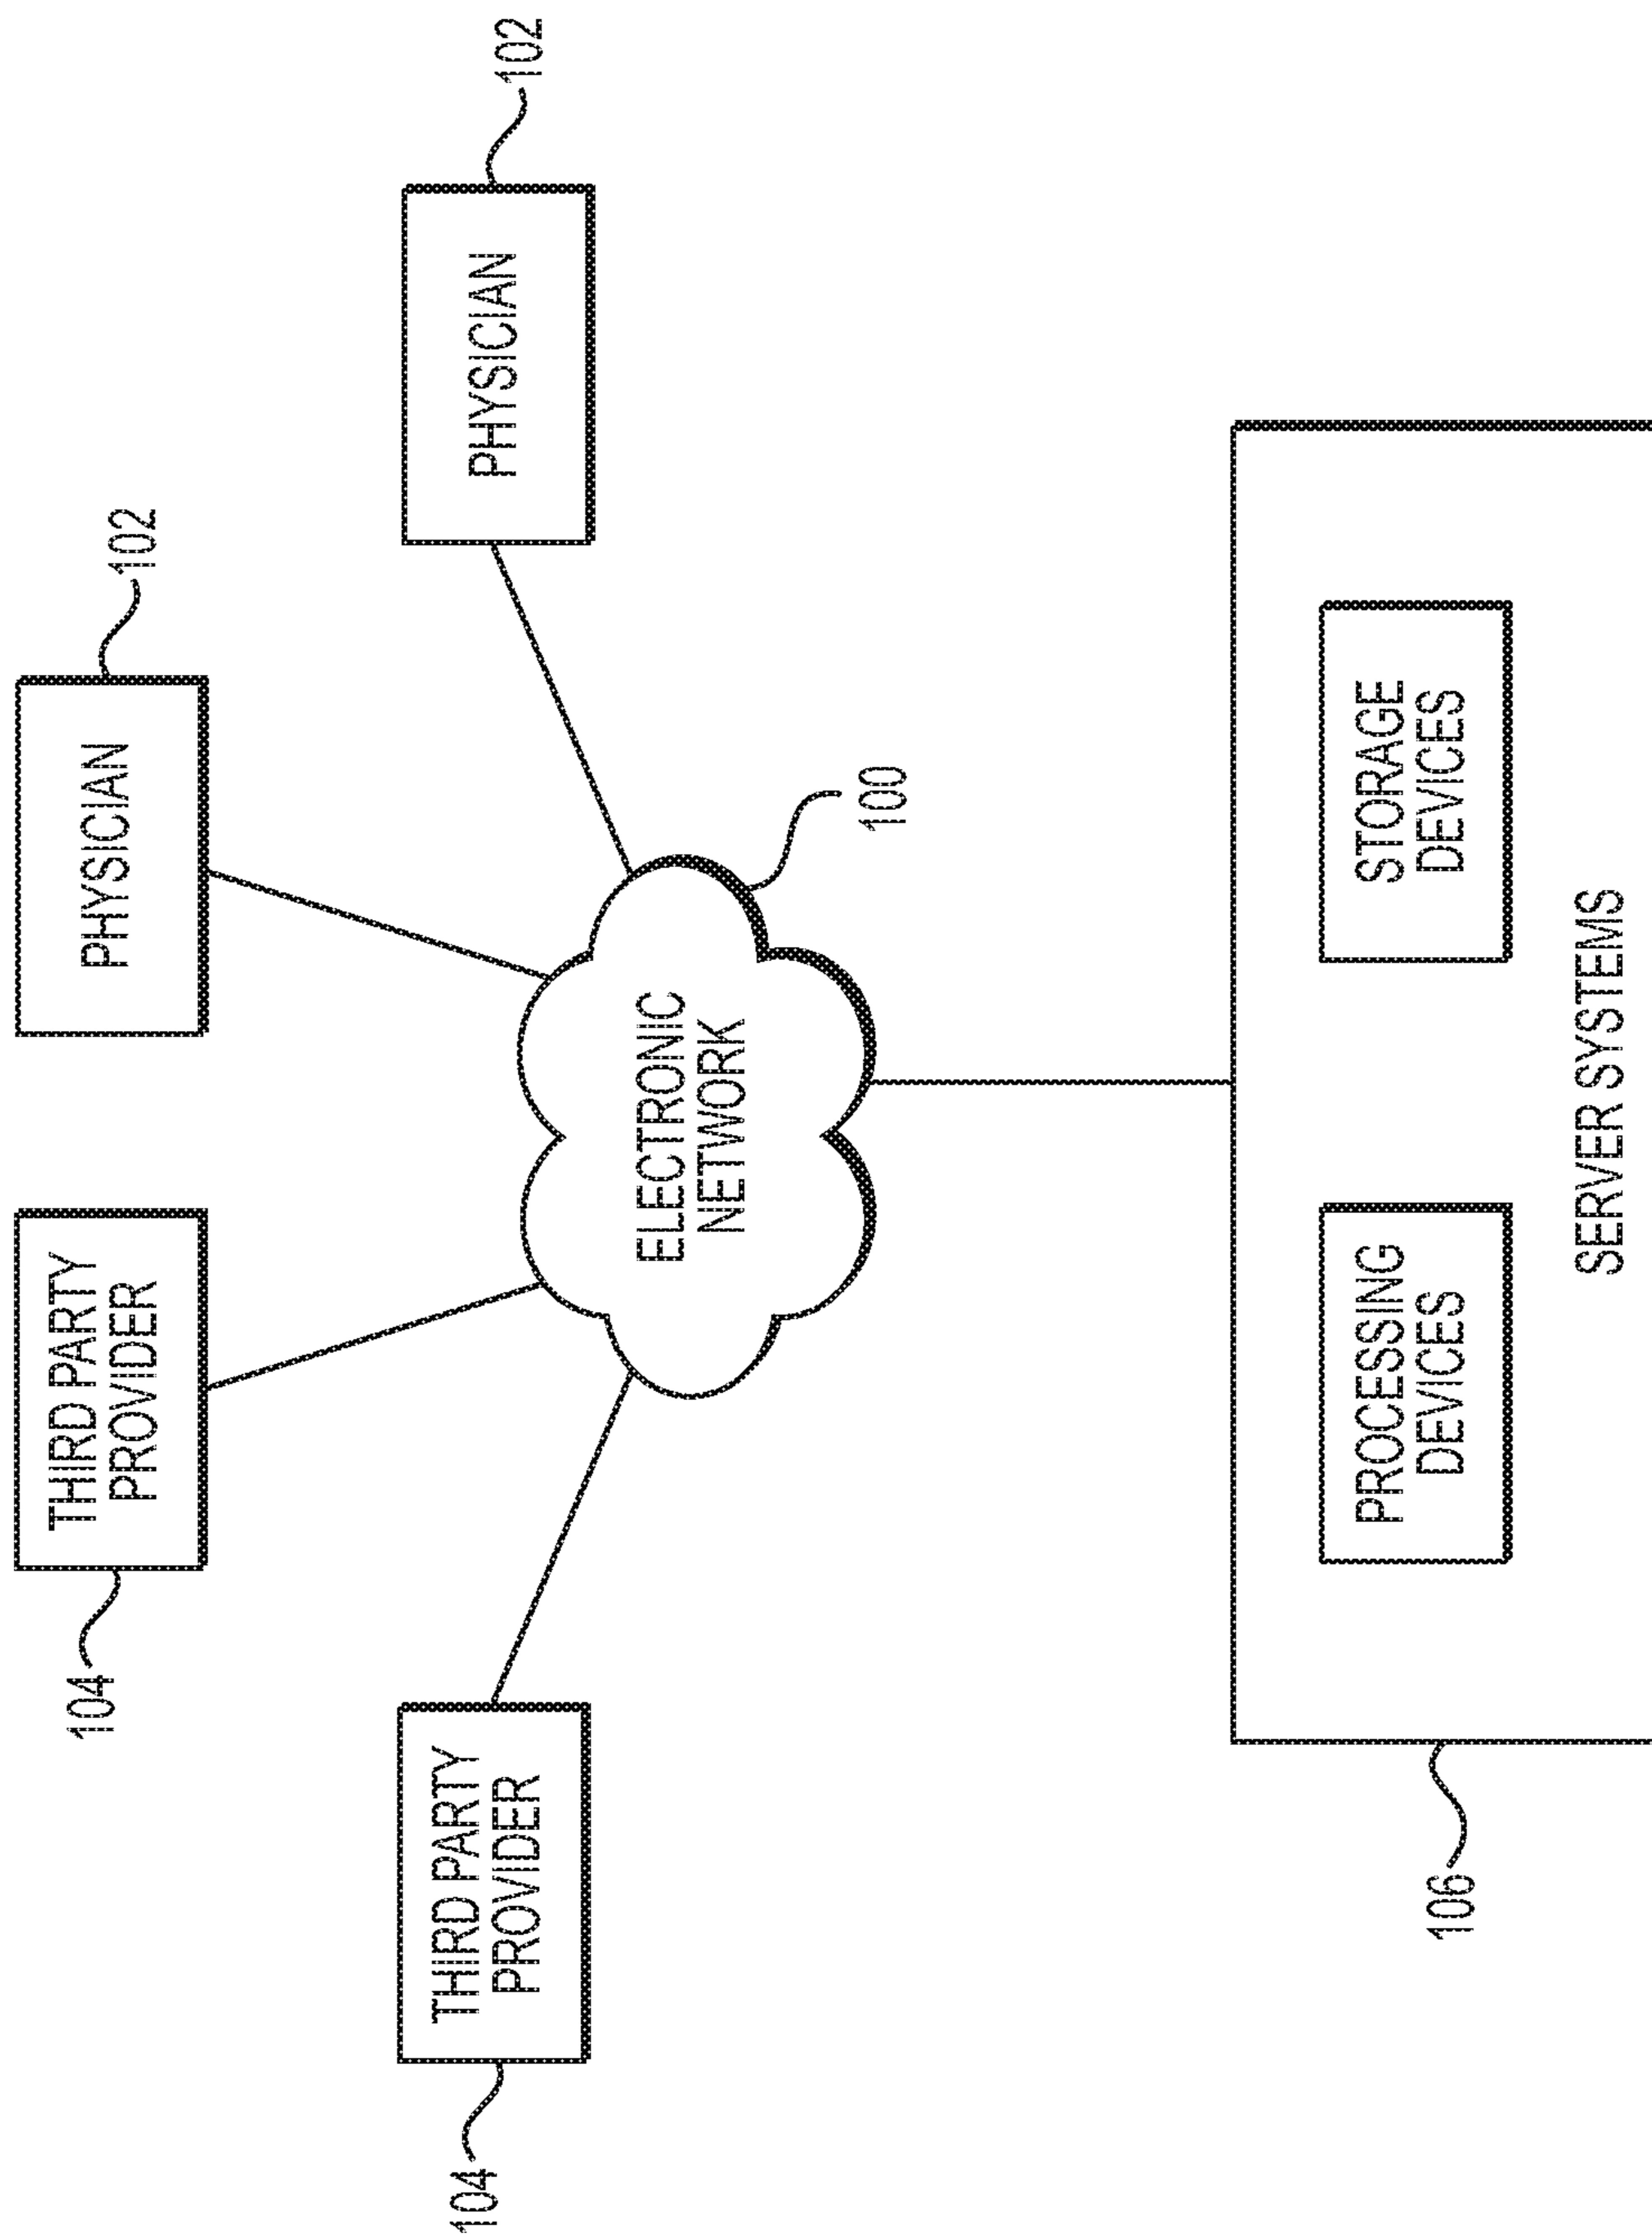 THIRD PARTY
PROVIDER
104
PHYSICIAN
102
THIRD PARTY
PROVIDER
104
PHYSICIAN
102
ELECTRONIC
NETWORK
100
PROCESSING
DEVICES
STORAGE
DEVICES
106
SERVER SYSTEMS